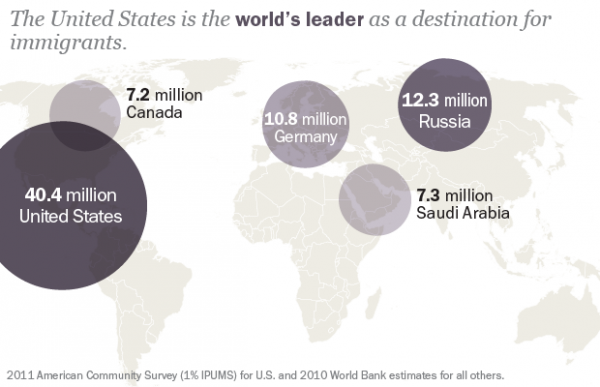 The United States is the world's leader as a destination for
immigrants.
7.2 million
Canada
10.8 million
Germany
12.3 million
Russia
40.4 million
United States
7.3 million
Saudi Arabia
2011 American Community Survey (1% IPUMS) for U.S. and 2010 World Bank estimates for all others.